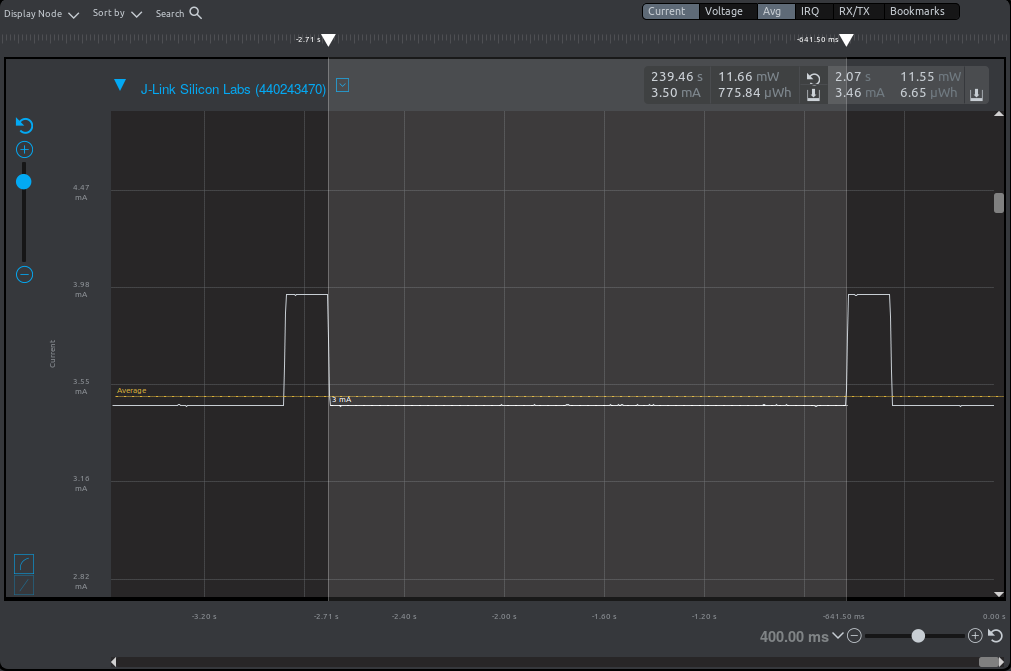 Display Node Sort by Search Current Voltage Avg IRQ RX/TX Bookmarks
-2.71 s -641.50 ms
J-Link Silicon Labs (440243470)
239.46 s 11.66 mW 2.07 s 11.55 mW
3.50 mA 775.84 µWh 3.46 mA 6.65 µWh
4.47
mA
3.98
mA
Current
3.55
mA
Average
3 mA
3.16
mA
2.82
mA
-3.20 s -2.71 s -2.40 s -2.00 s -1.60 s -1.20 s -641.50 ms 0.00 s
400.00 ms